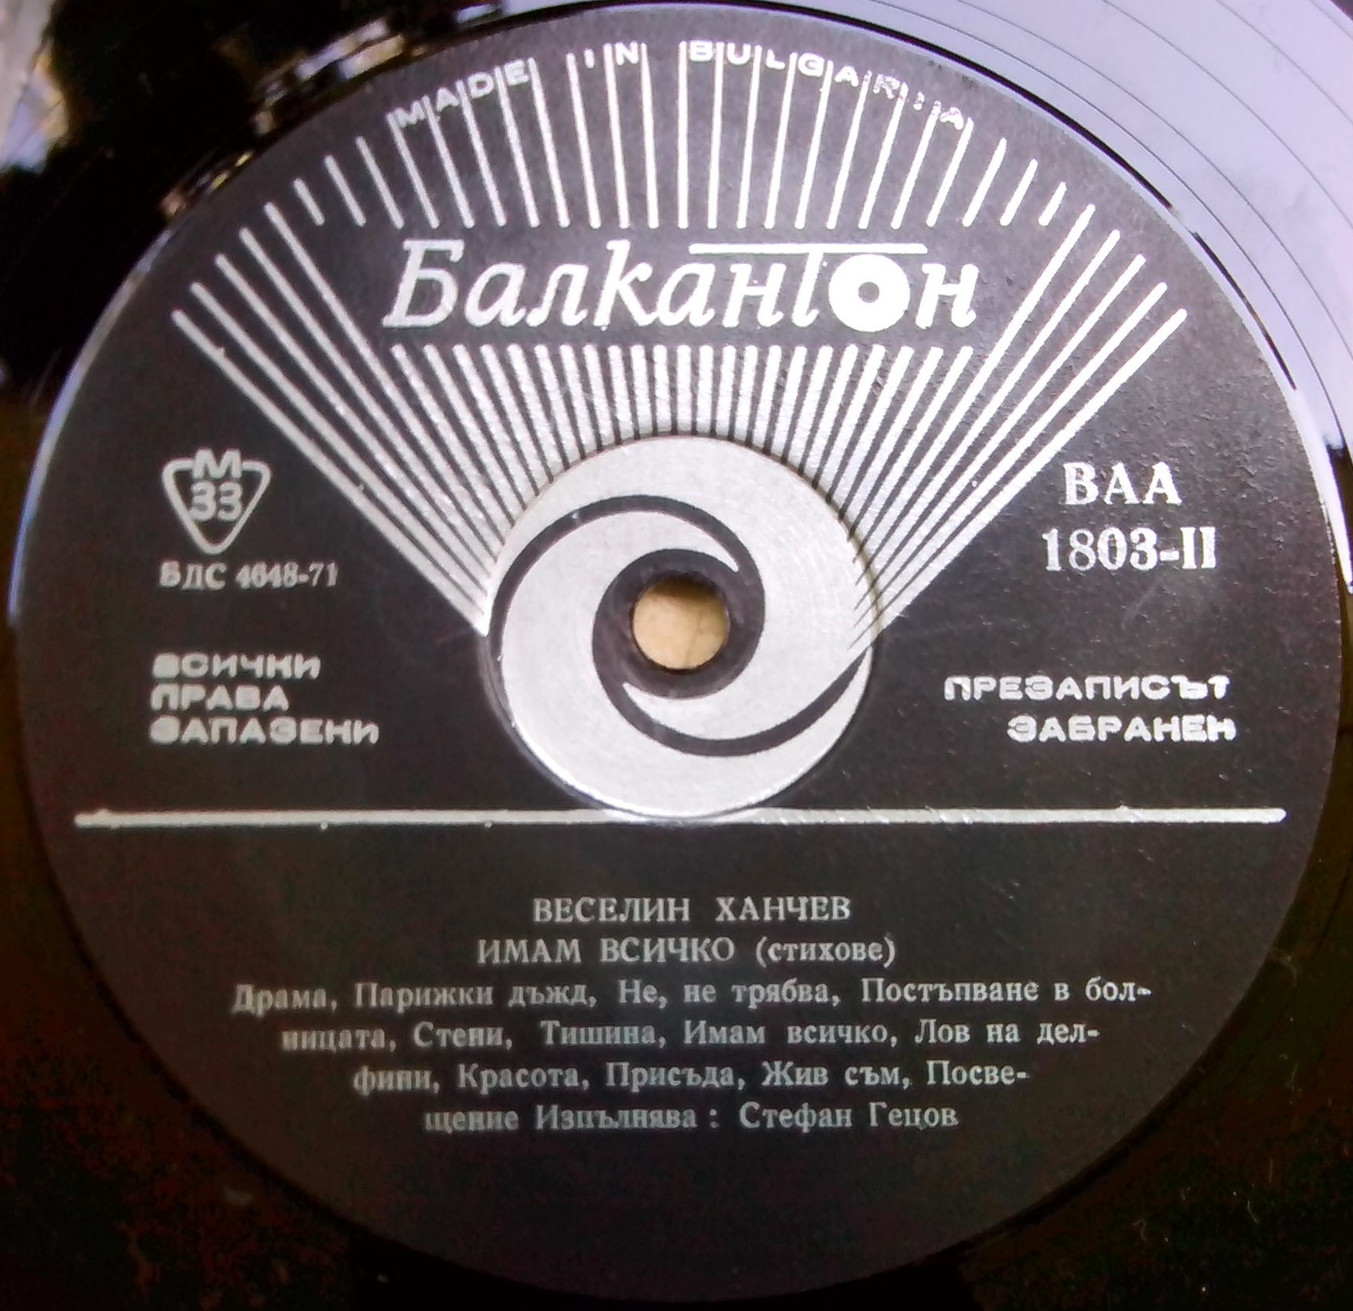 MADE IN BULGARIA
Балкантон
М
33
БДС 4648-71
ВАА
1803-II
ВСИЧКИ
ПРАВА
ЗАПАЗЕНИ
ПРЕЗАПИСЪТ
ЗАБРАНЕН
ВЕСЕЛИН ХАНЧЕВ
ИМАМ ВСИЧКО (стихове)
Драма, Парижки дъжд, Не, не трябва, Постъпване в бол-
ницата, Стени, Тишина, Имам всичко, Лов на дел-
фини, Красота, Присъда, Жив съм, Посве-
щение Изпълнява : Стефан Гецов